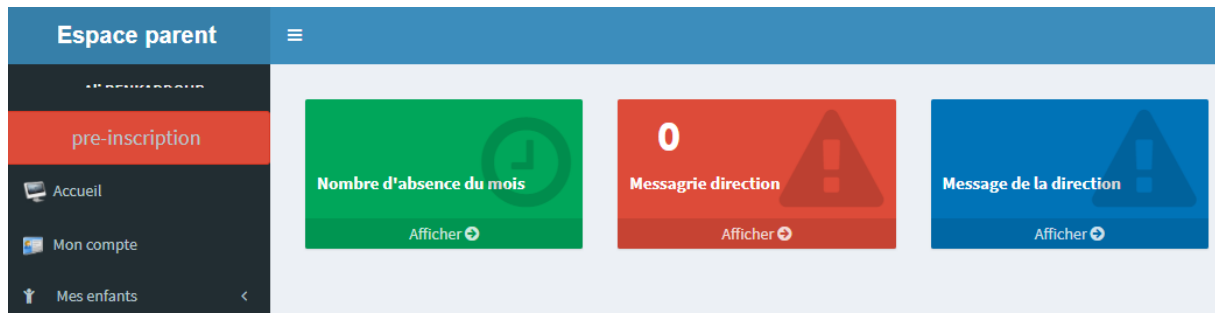 Espace parent
pre-inscription
Accueil
Mon compte
Mes enfants
Nombre d'absence du mois
Afficher
0
Messagrie direction
Afficher
Message de la direction
Afficher